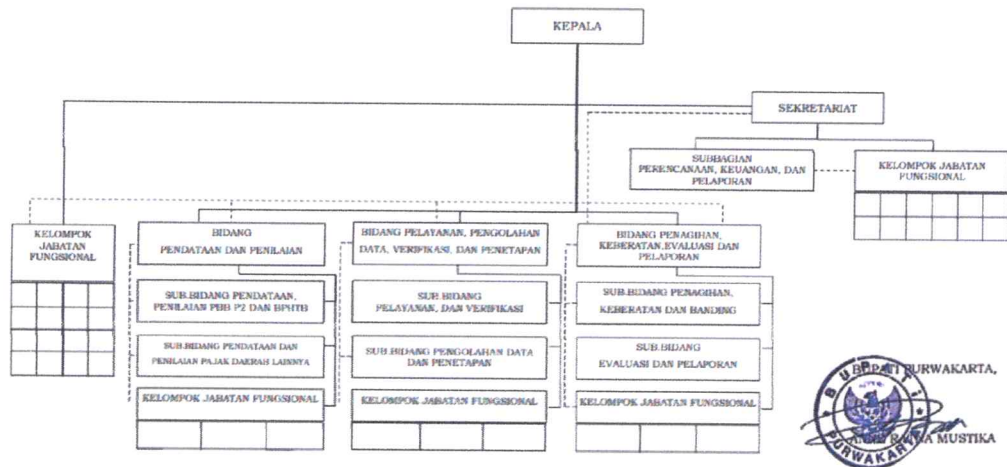 KEPALA
SEKRETARIAT
SUBBAGIAN
PERENCANAAN, KEUANGAN, DAN
PELAPORAN
KELOMPOK JABATAN
FUNGSIONAL
KELOMPOK
JABATAN
FUNGSIONAL
BIDANG
PENDATAAN DAN PENILAIAN
SUB.BIDANG PENDATAAN,
PENILAIAN PBB P2 DAN BPHTB
SUB.BIDANG PENDATAAN DAN
PENILAIAN PAJAK DAERAH LAINNYA
KELOMPOK JABATAN FUNGSIONAL
BIDANG PELAYANAN, PENGOLAHAN
DATA, VERIFIKASI, DAN PENETAPAN
SUB.BIDANG
PELAYANAN, DAN VERIFIKASI
SUB.BIDANG PENGOLAHAN DATA
DAN PENETAPAN
KELOMPOK JABATAN FUNGSIONAL
BIDANG PENAGIHAN,
KEBERATAN,EVALUASI DAN
PELAPORAN
SUB.BIDANG PENAGIHAN,
KEBERATAN DAN BANDING
SUB.BIDANG
EVALUASI DAN PELAPORAN
KELOMPOK JABATAN FUNGSIONAL
BUPATI PURWAKARTA,
BUPATI
PURWAKARTA
MUSTIKA